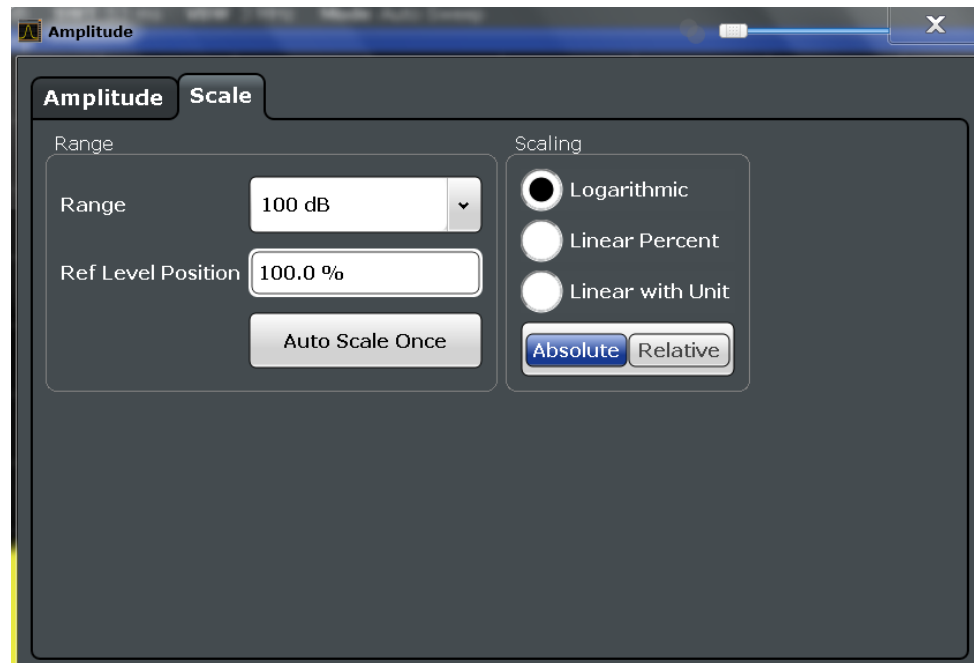 Amplitude
X
Amplitude
Scale
Range
Range
100 dB
Ref Level Position
100.0 %
Auto Scale Once
Scaling
Logarithmic
Linear Percent
Linear with Unit
Absolute
Relative